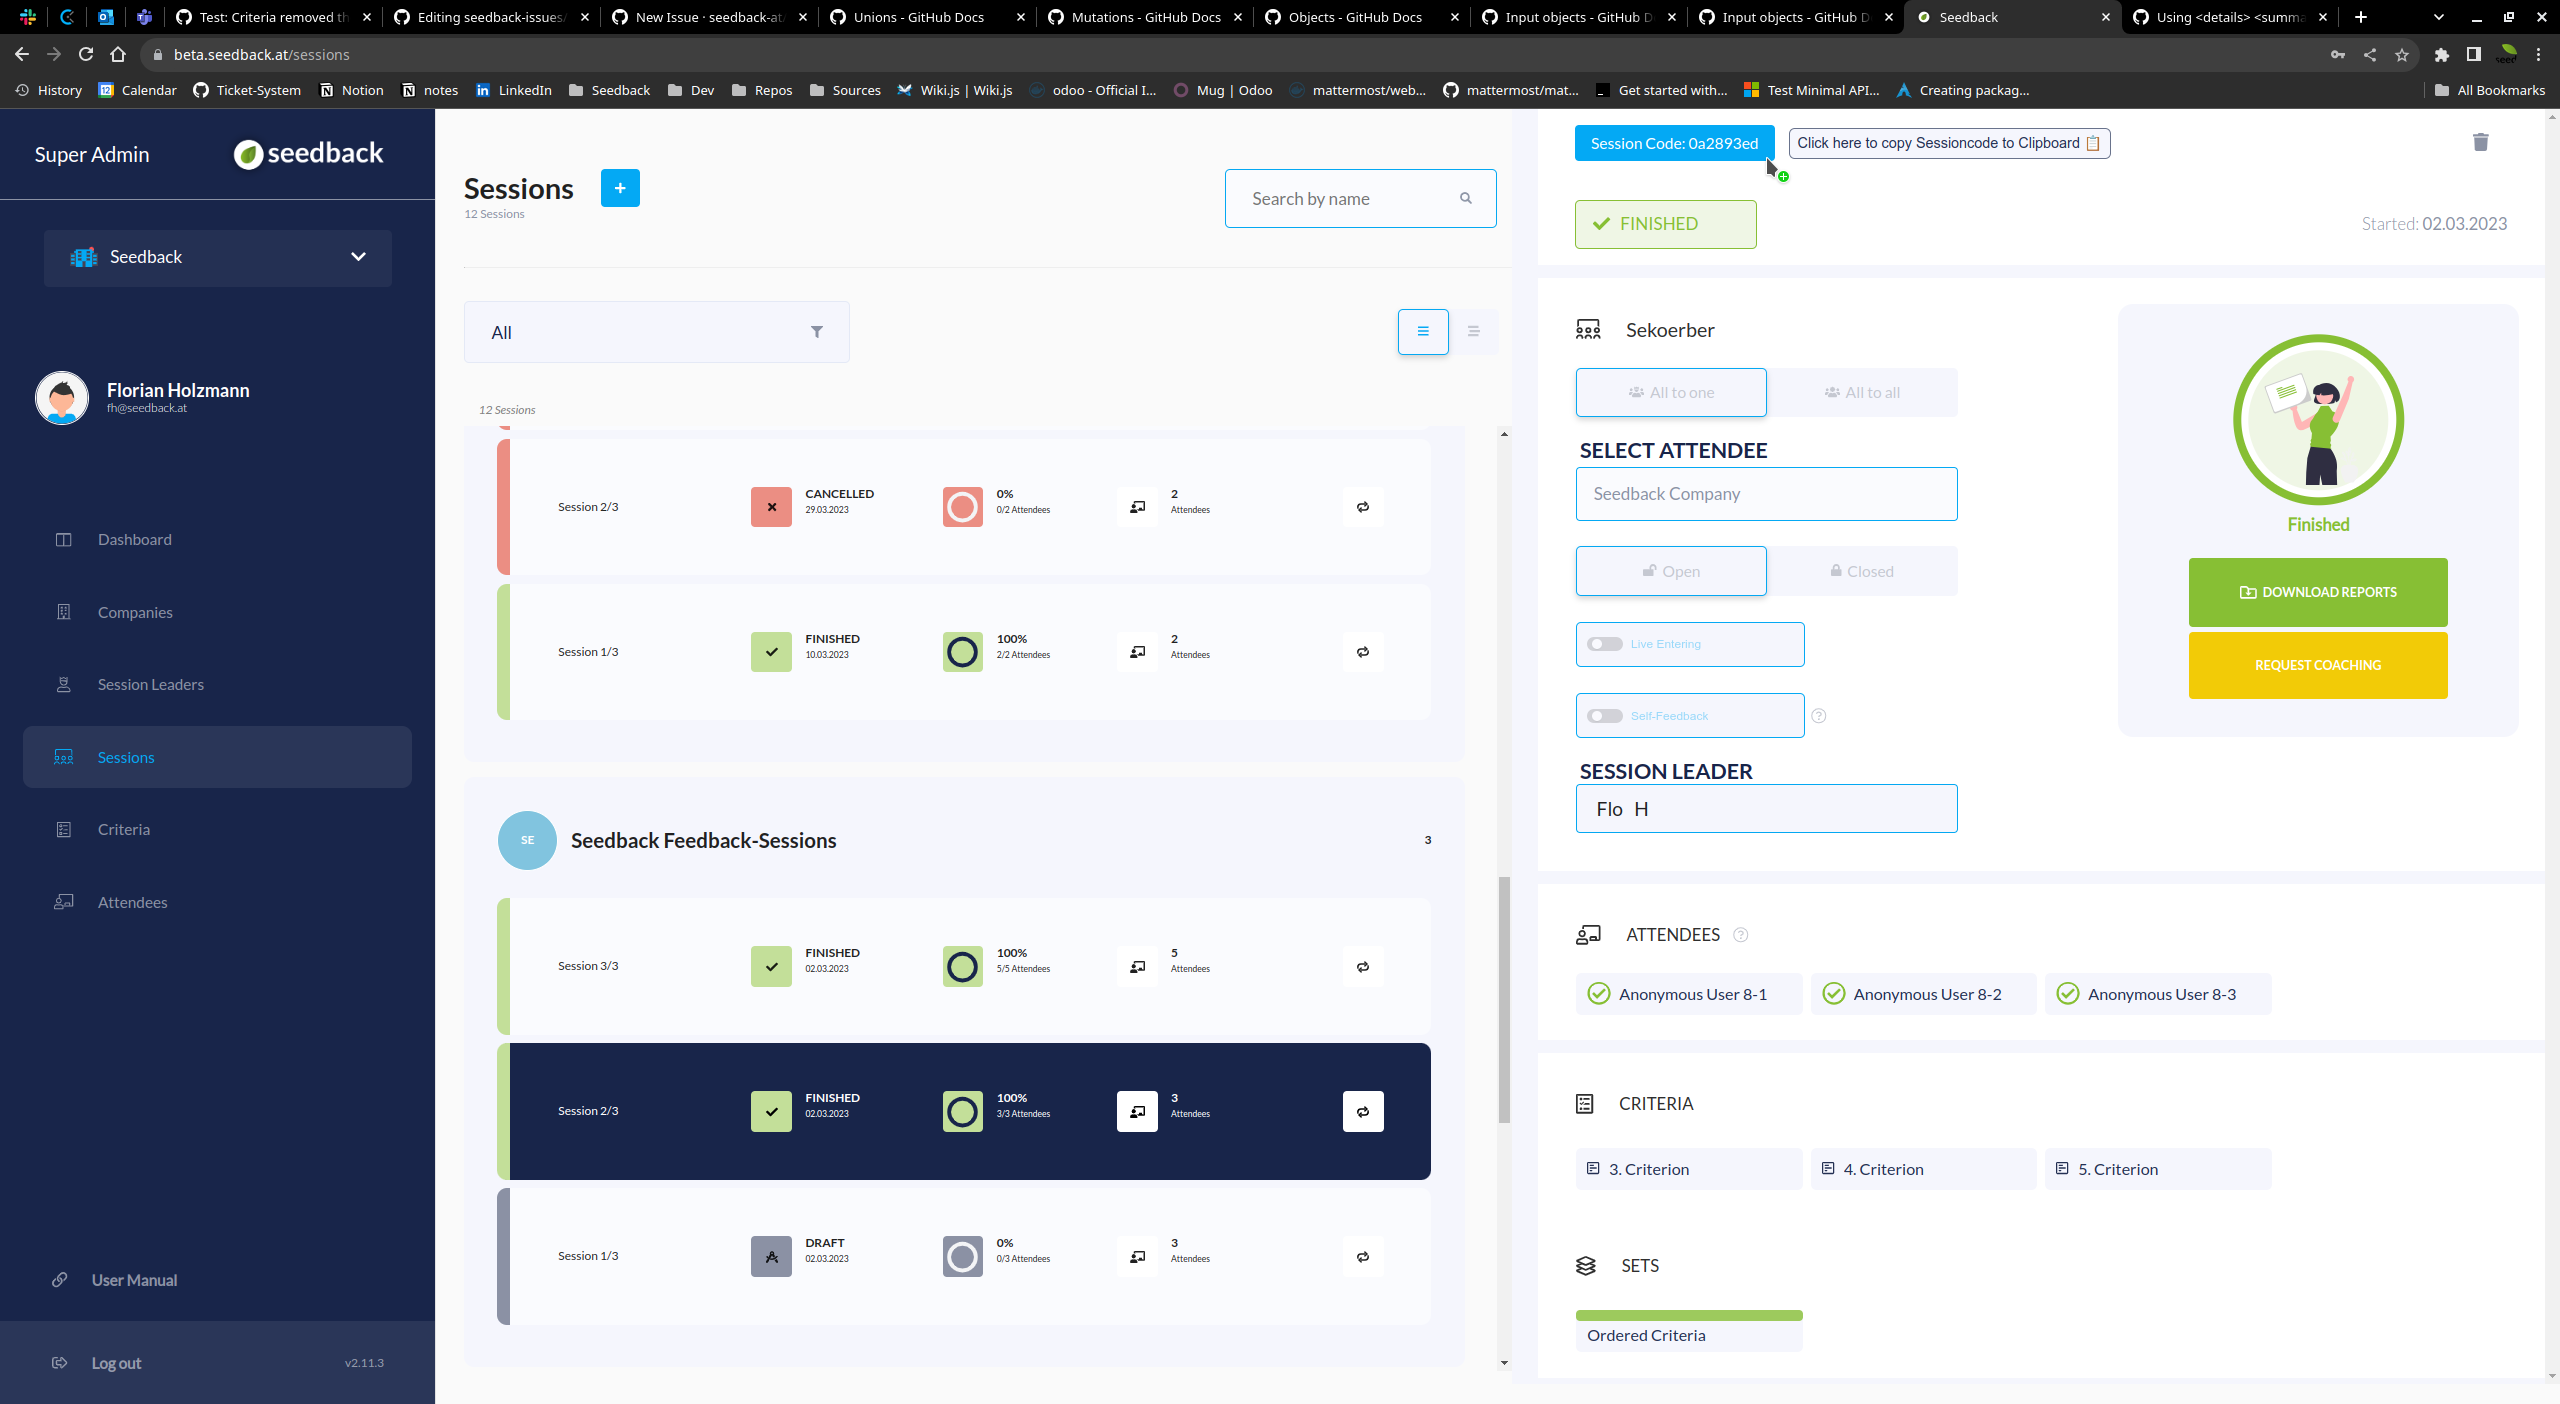 Test: Criteria removed th
Editing seedback-issues/
New Issue · seedback-at/
Unions - GitHub Docs
Mutations - GitHub Docs
Objects - GitHub Docs
Input objects - GitHub D
Input objects - GitHub D
Seedback
Using <details> <summa
beta.seedback.at/sessions
History
Calendar
Ticket-System
Notion
notes
LinkedIn
Seedback
Dev
Repos
Sources
Wiki.js | Wiki.js
odoo - Official I...
Mug | Odoo
mattermost/web...
mattermost/mat...
Get started with...
Test Minimal API...
Creating packag...
All Bookmarks
Super Admin
seedback
Seedback
Florian Holzmann
fh@seedback.at
Dashboard
Companies
Session Leaders
Sessions
Criteria
Attendees
User Manual
Log out
v2.11.3
Sessions
+
12 Sessions
Search by name
All
12 Sessions
Session 2/3
CANCELLED
29.03.2023
0%
0/2 Attendees
2
Attendees
Session 1/3
FINISHED
10.03.2023
100%
2/2 Attendees
2
Attendees
SE
Seedback Feedback-Sessions
3
Session 3/3
FINISHED
02.03.2023
100%
5/5 Attendees
5
Attendees
Session 2/3
FINISHED
02.03.2023
100%
3/3 Attendees
3
Attendees
Session 1/3
DRAFT
02.03.2023
0%
0/3 Attendees
3
Attendees
Session Code: 0a2893ed
Click here to copy Sessioncode to Clipboard 📋
FINISHED
Started: 02.03.2023
Sekoerber
All to one
All to all
SELECT ATTENDEE
Seedback Company
Open
Closed
Live Entering
Self-Feedback
?
SESSION LEADER
Flo H
Finished
DOWNLOAD REPORTS
REQUEST COACHING
ATTENDEES
?
Anonymous User 8-1
Anonymous User 8-2
Anonymous User 8-3
CRITERIA
3. Criterion
4. Criterion
5. Criterion
SETS
Ordered Criteria